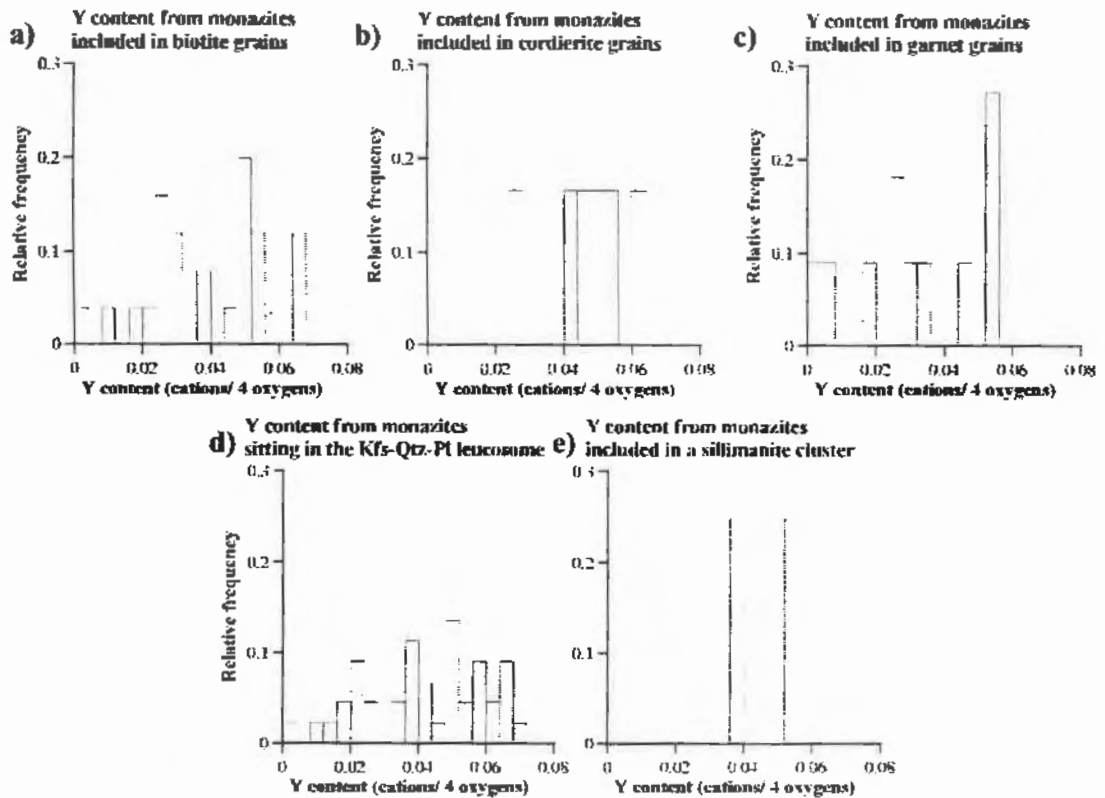 a) Y content from monazites
included in biotite grains
0.3
0.2
0.1
0
Relative frequency
0 0.02 0.04 0.06 0.08
Y content (cations/ 4 oxygens)
b) Y content from monazites
included in cordierite grains
0.3
0.2
0.1
0
Relative frequency
0 0.02 0.04 0.06 0.08
Y content (cations/ 4 oxygens)
c) Y content from monazites
included in garnet grains
0.3
0.2
0.1
0
Relative frequency
0 0.02 0.04 0.06 0.08
Y content (cations/ 4 oxygens)
d) Y content from monazites
sitting in the Kfs-Qtz-Pl leucosome
0.3
0.2
0.1
0
Relative frequency
0 0.02 0.04 0.06 0.08
Y content (cations/ 4 oxygens)
e) Y content from monazites
included in a sillimanite cluster
0.3
0.2
0.1
0
0 0.02 0.04 0.06 0.08
Y content (cations/ 4 oxygens)